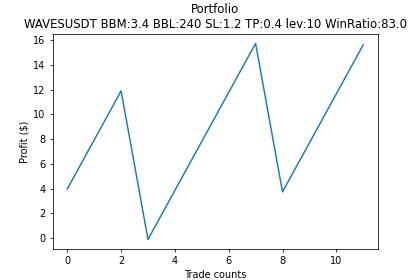 Portfolio
WAVESUSDT BBM:3.4 BBL:240 SL:1.2 TP:0.4 lev:10 WinRatio:83.0
Profit ($)
16
14
12
10
8
6
4
2
0
0 2 4 6 8 10
Trade counts